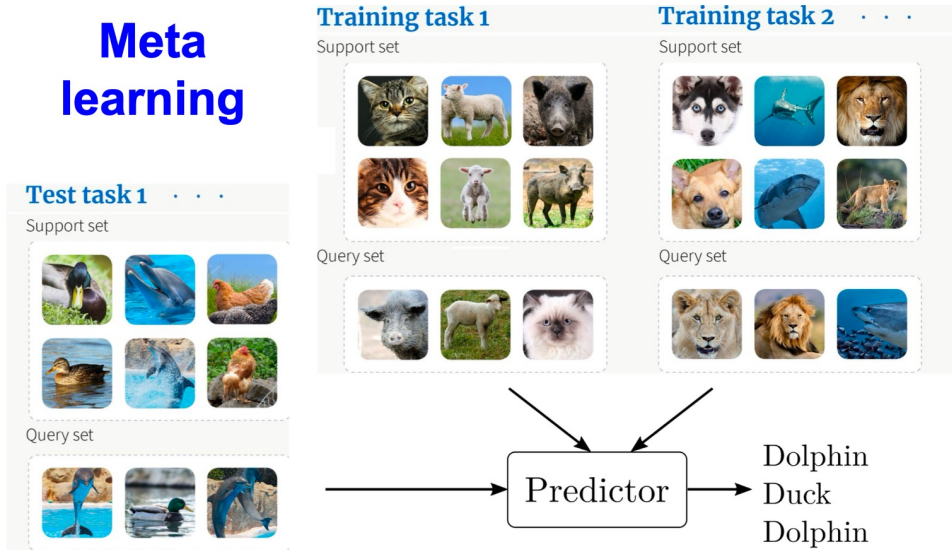 Meta
learning
Training task 1
Support set
Query set
Training task 2 . . .
Support set
Query set
Test task 1 . . .
Support set
Query set
Predictor
Dolphin
Duck
Dolphin